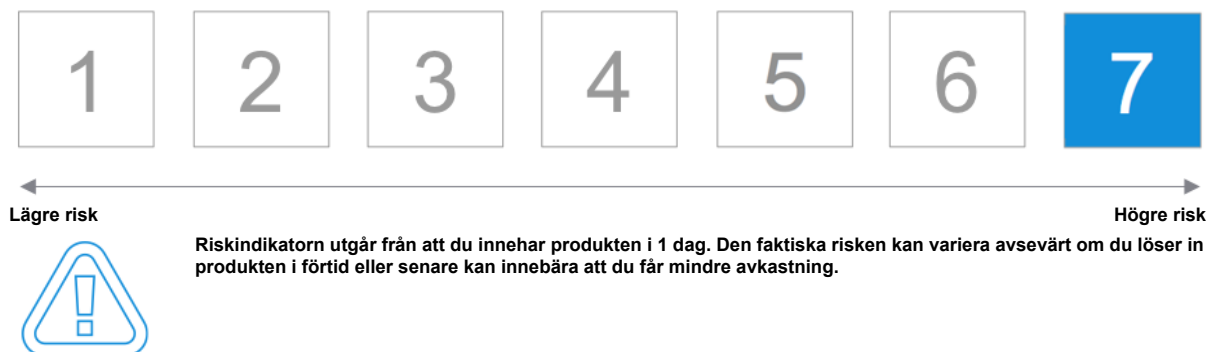 1 2 3 4 5 6 7
Lägre risk Högre risk
Riskindikatorn utgår från att du innehar produkten i 1 dag. Den faktiska risken kan variera avsevärt om du löser in
produkten i förtid eller senare kan innebära att du får mindre avkastning.